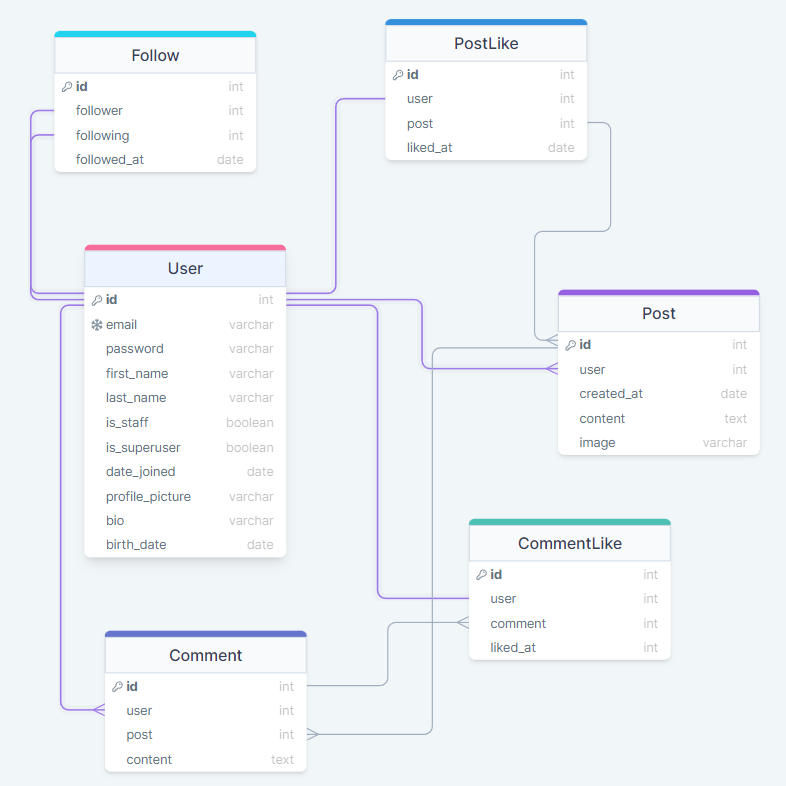 Follow
id int
follower int
following int
followed_at date
PostLike
id int
user int
post int
liked_at date
User
id int
email varchar
password varchar
first_name varchar
last_name varchar
is_staff boolean
is_superuser boolean
date_joined date
profile_picture varchar
bio varchar
birth_date date
Post
id int
user int
created_at date
content text
image varchar
CommentLike
id int
user int
comment int
liked_at int
Comment
id int
user int
post int
content text